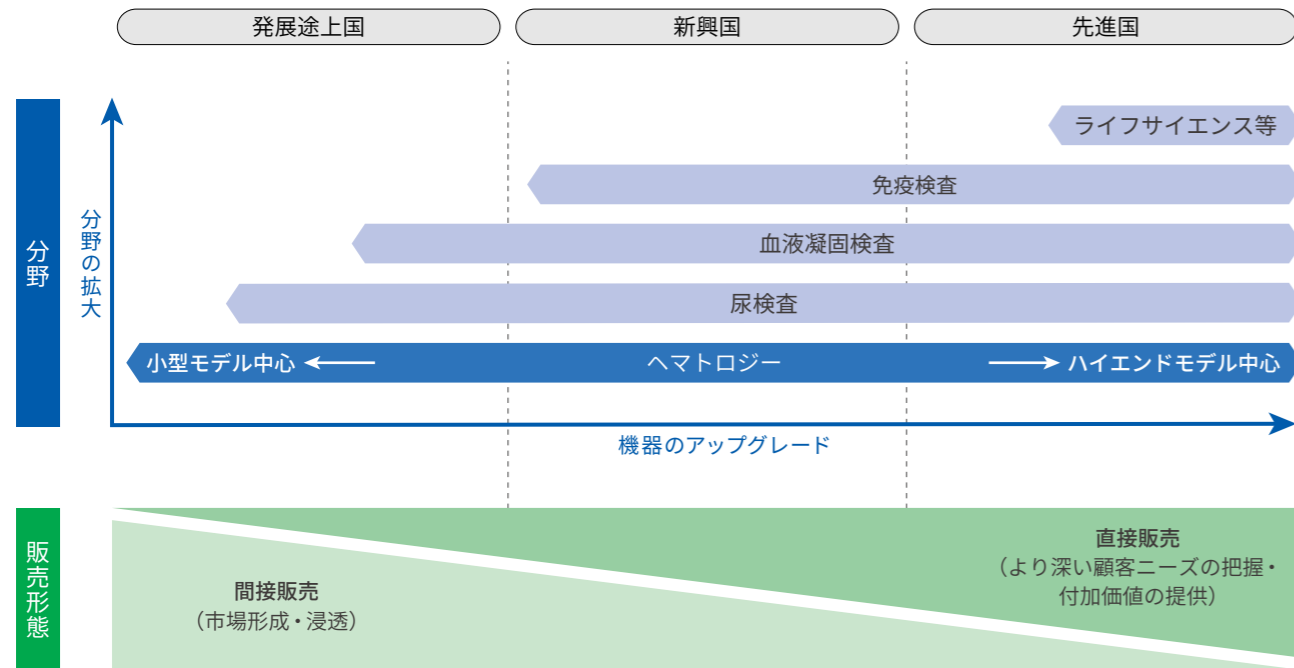 発展途上国
新興国
先進国
分野
分野の拡大
ライフサイエンス等
免疫検査
血液凝固検査
尿検査
小型モデル中心
ヘマトロジー
ハイエンドモデル中心
機器のアップグレード
販売形態
間接販売
（市場形成・浸透）
直接販売
（より深い顧客ニーズの把握・
付加価値の提供）